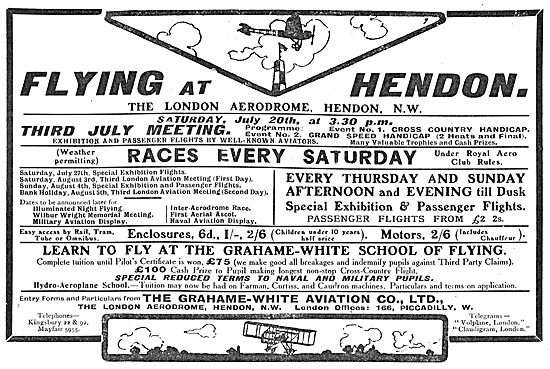 FLYING AT HENDON.
THE LONDON AERODROME, HENDON, N.W.
SATURDAY, July 20th, at 3.30 p.m.
THIRD JULY MEETING. Programme: Event No. 1. CROSS COUNTRY HANDICAP.
Event No. 2. GRAND SPEED HANDICAP (2 Heats and Final).
EXHIBITION AND PASSENGER FLIGHTS BY WELL-KNOWN AVIATORS. Many Valuable Trophies and Cash Prizes.
(Weather permitting) RACES EVERY SATURDAY Under Royal Aero Club Rules.
Saturday, July 27th, Special Exhibition Flights.
Saturday, August 3rd, Third London Aviation Meeting (First Day).
Sunday, August 4th, Special Exhibition and Passenger Flights.
Bank Holiday, August 5th, Third London Aviation Meeting (Second Day).
Dates to be announced later for
Illuminated Night Flying.
Wilbur Wright Memorial Meeting.
Military Aviation Display.
Inter-Aerodrome Race.
First Aerial Ascot.
Naval Aviation Display.
EVERY THURSDAY AND SUNDAY
AFTERNOON and EVENING till Dusk
Special Exhibition & Passenger Flights.
PASSENGER FLIGHTS FROM £2 2s.
Easy access by Rail, Tram, Tube or Omnibus. Enclosures, 6d., 1/-, 2/6 (Children under 10 years) half price ). Motors, 2/6 (Includes Chauffeur ).
LEARN TO FLY AT THE GRAHAME-WHITE SCHOOL OF FLYING.
Complete tuition until Pilot's Certificate is won, £75 (we make good all breakages and indemnify pupils against Third Party Claims).
£100 Cash Prize to Pupil making longest non-stop Cross-Country Flight.
SPECIAL REDUCED TERMS TO NAVAL AND MILITARY PUPILS.
Hydro-Aeroplane School.—Tuition may now be had on Farman, Curtiss, and Caudron machines. Particulars and terms on application.
Entry Forms and Particulars from THE GRAHAME-WHITE AVIATION CO., LTD.,
THE LONDON AERODROME, HENDON, N.W. London Offices: 166, PICCADILLY, W.
Telephones—
Kingsbury 22 & 92.
Mayfair 5955.
Telegrams—
"Volplane, London."
"Claudigram, London."